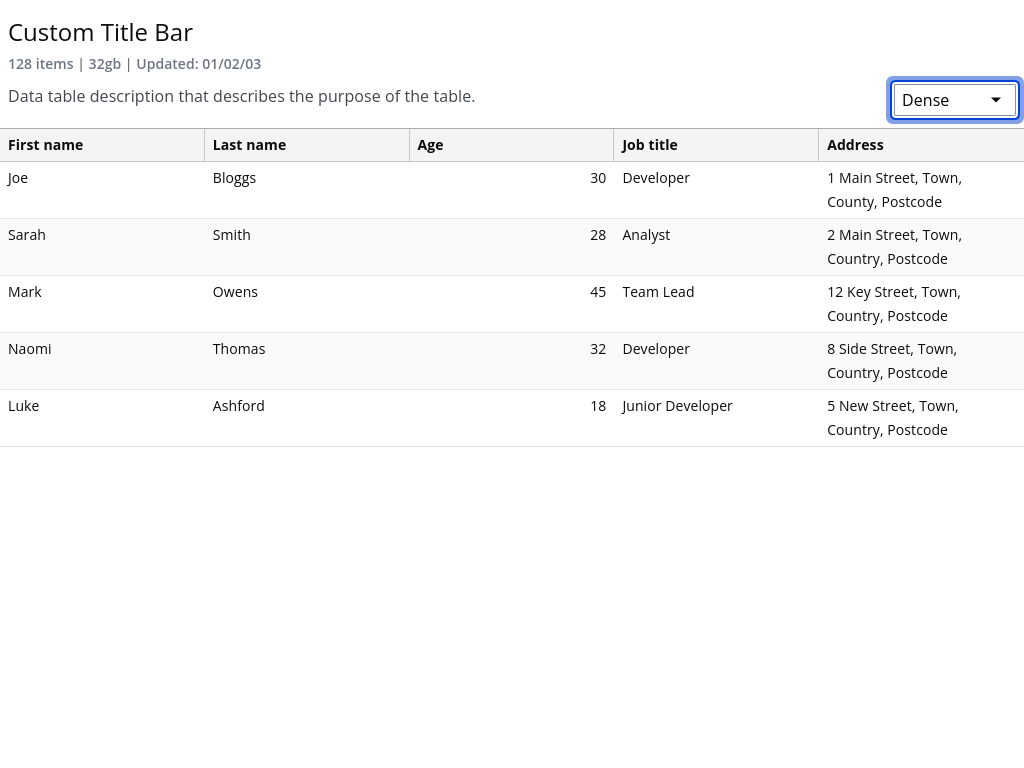 Custom Title Bar
128 items | 32gb | Updated: 01/02/03
Data table description that describes the purpose of the table.
Dense
First name Last name Age Job title Address
Joe Bloggs 30 Developer 1 Main Street, Town,
County, Postcode
Sarah Smith 28 Analyst 2 Main Street, Town,
Country, Postcode
Mark Owens 45 Team Lead 12 Key Street, Town,
Country, Postcode
Naomi Thomas 32 Developer 8 Side Street, Town,
Country, Postcode
Luke Ashford 18 Junior Developer 5 New Street, Town,
Country, Postcode